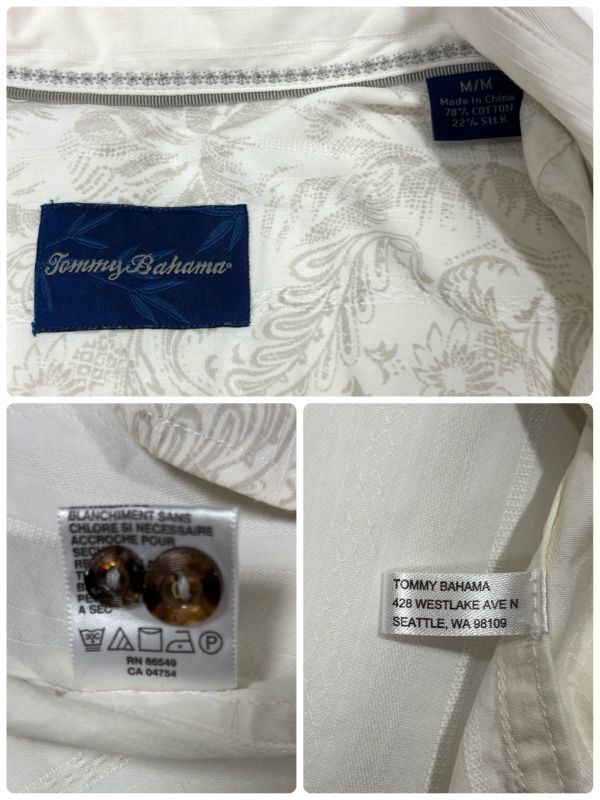 M/M
Made in China
78% COTTON
22% SILK
Tommy Bahama®
BLANCHIMENT SANS
CHLORE SI NECESSAIRE
ACCROCHE POUR
A SEC
RN 86549
CA 04754
TOMMY BAHAMA
428 WESTLAKE AVE N
SEATTLE, WA 98109